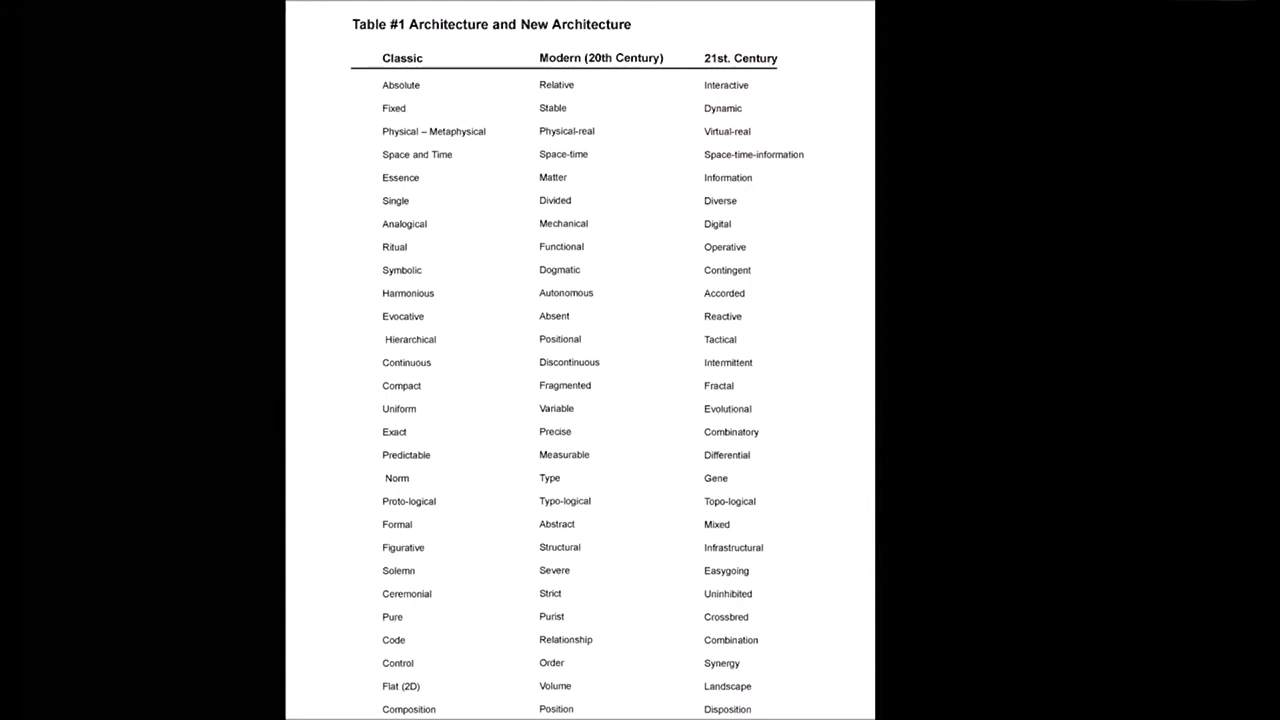 Table #1 Architecture and New Architecture
Classic Modern (20th Century) 21st. Century
Absolute Relative Interactive
Fixed Stable Dynamic
Physical – Metaphysical Physical-real Virtual-real
Space and Time Space-time Space-time-information
Essence Matter Information
Single Divided Diverse
Analogical Mechanical Digital
Ritual Functional Operative
Symbolic Dogmatic Contingent
Harmonious Autonomous Accorded
Evocative Absent Reactive
Hierarchical Positional Tactical
Continuous Discontinuous Intermittent
Compact Fragmented Fractal
Uniform Variable Evolutional
Exact Precise Combinatory
Predictable Measurable Differential
Norm Type Gene
Proto-logical Typo-logical Topo-logical
Formal Abstract Mixed
Figurative Structural Infrastructural
Solemn Severe Easygoing
Ceremonial Strict Uninhibited
Pure Purist Crossbred
Code Relationship Combination
Control Order Synergy
Flat (2D) Volume Landscape
Composition Position Disposition